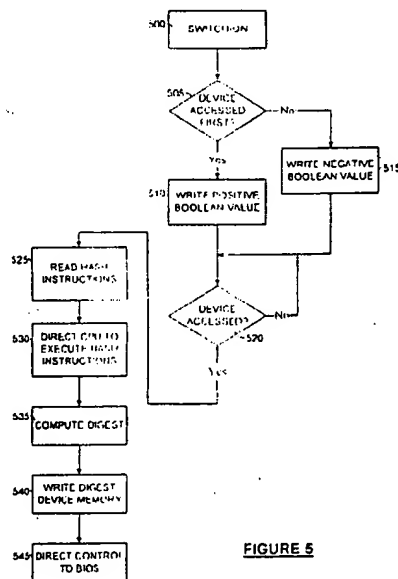 500
SWITCH ON
505
DEVICE
ACCESSED
FIRST?
No
Yes
510
WRITE POSITIVE
BOOLEAN VALUE
WRITE NEGATIVE
BOOLEAN VALUE
515
525
READ HASH
INSTRUCTIONS
530
DIRECT CPU TO
EXECUTE HASH
INSTRUCTIONS
DEVICE
ACCESSED?
No
520
Yes
535
COMPUTE DIGEST
540
WRITE DIGEST
DEVICE MEMORY
545
DIRECT CONTROL
TO BIOS
FIGURE 5